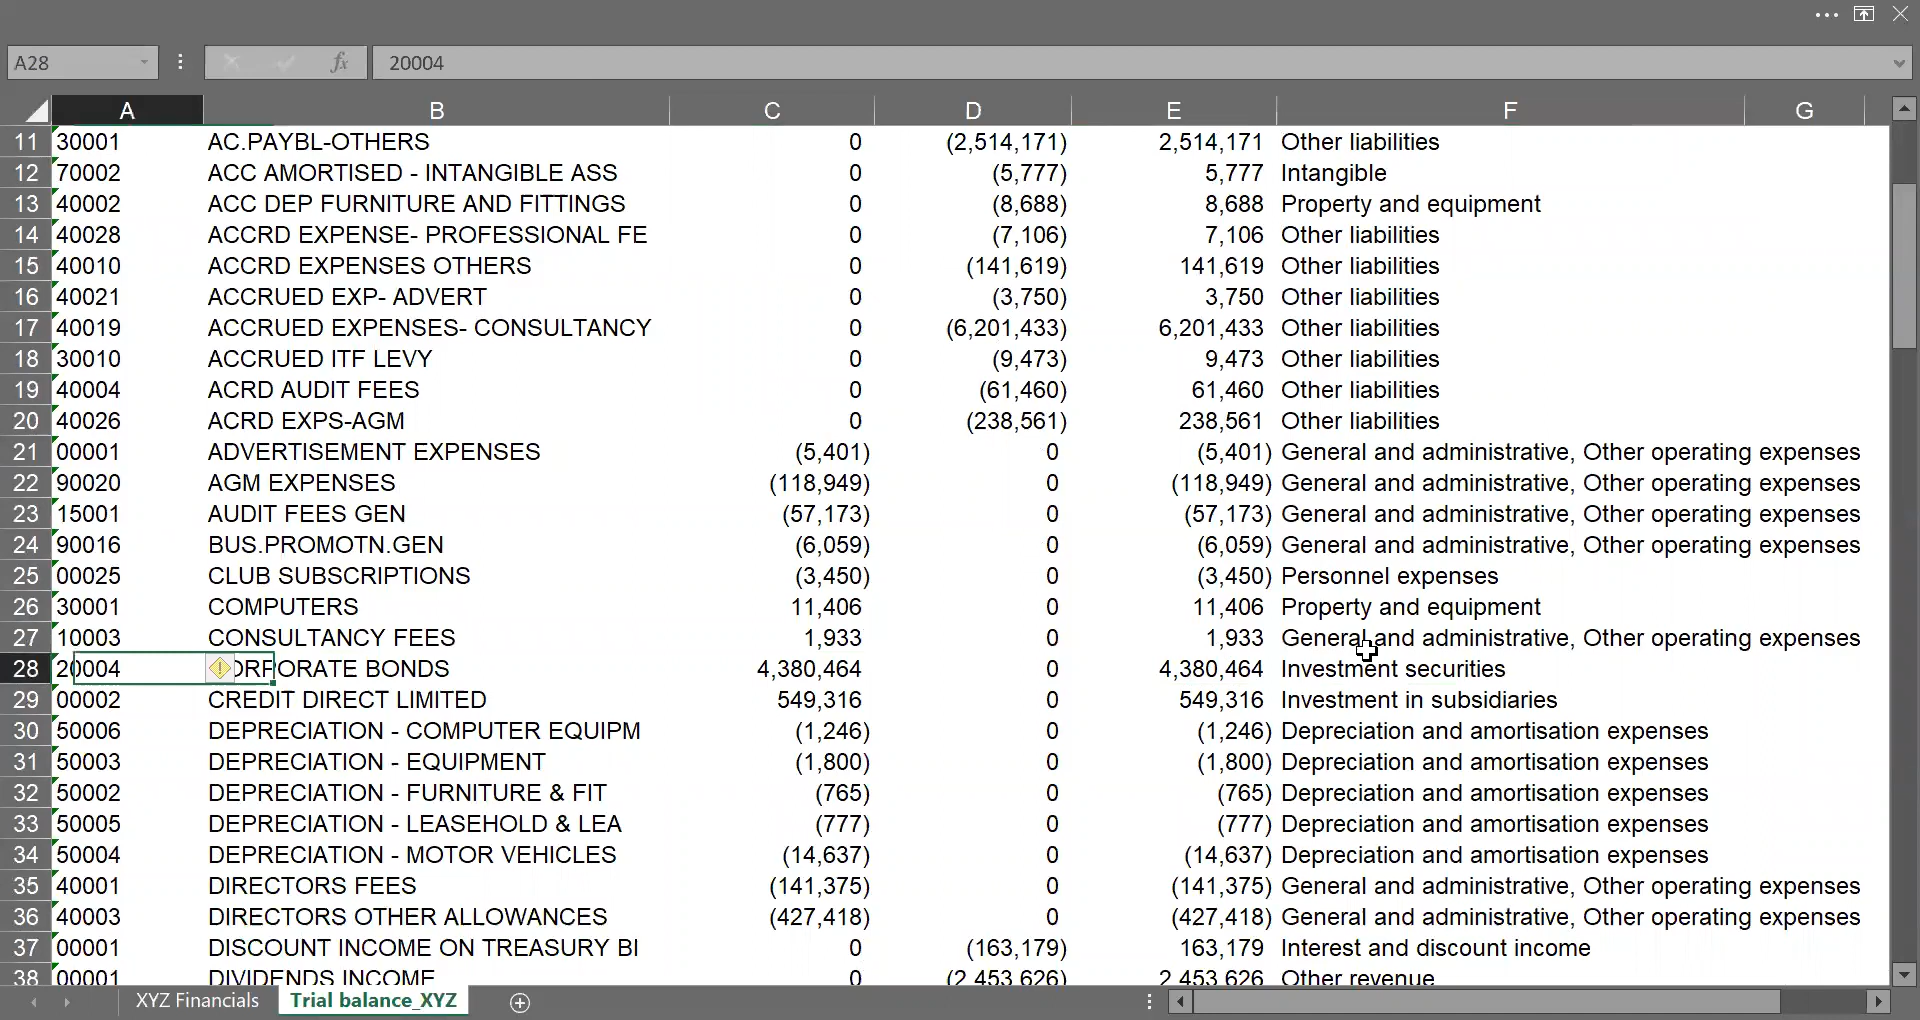 A28 fx 20004
A B C D E F G
11 30001 AC.PAYBL-OTHERS 0 (2,514,171) 2,514,171 Other liabilities
12 70002 ACC AMORTISED - INTANGIBLE ASS 0 (5,777) 5,777 Intangible
13 40002 ACC DEP FURNITURE AND FITTINGS 0 (8,688) 8,688 Property and equipment
14 40028 ACCRD EXPENSE- PROFESSIONAL FE 0 (7,106) 7,106 Other liabilities
15 40010 ACCRD EXPENSES OTHERS 0 (141,619) 141,619 Other liabilities
16 40021 ACCRUED EXP- ADVERT 0 (3,750) 3,750 Other liabilities
17 40019 ACCRUED EXPENSES- CONSULTANCY 0 (6,201,433) 6,201,433 Other liabilities
18 30010 ACCRUED ITF LEVY 0 (9,473) 9,473 Other liabilities
19 40004 ACRD AUDIT FEES 0 (61,460) 61,460 Other liabilities
20 40026 ACRD EXPS-AGM 0 (238,561) 238,561 Other liabilities
21 00001 ADVERTISEMENT EXPENSES (5,401) 0 (5,401) General and administrative, Other operating expenses
22 90020 AGM EXPENSES (118,949) 0 (118,949) General and administrative, Other operating expenses
23 15001 AUDIT FEES GEN (57,173) 0 (57,173) General and administrative, Other operating expenses
24 90016 BUS.PROMOTN.GEN (6,059) 0 (6,059) General and administrative, Other operating expenses
25 00025 CLUB SUBSCRIPTIONS (3,450) 0 (3,450) Personnel expenses
26 30001 COMPUTERS 11,406 0 11,406 Property and equipment
27 10003 CONSULTANCY FEES 1,933 0 1,933 General and administrative, Other operating expenses
28 20004 ORPORATE BONDS 4,380,464 0 4,380,464 Investment securities
29 00002 CREDIT DIRECT LIMITED 549,316 0 549,316 Investment in subsidiaries
30 50006 DEPRECIATION - COMPUTER EQUIPM (1,246) 0 (1,246) Depreciation and amortisation expenses
31 50003 DEPRECIATION - EQUIPMENT (1,800) 0 (1,800) Depreciation and amortisation expenses
32 50002 DEPRECIATION - FURNITURE & FIT (765) 0 (765) Depreciation and amortisation expenses
33 50005 DEPRECIATION - LEASEHOLD & LEA (777) 0 (777) Depreciation and amortisation expenses
34 50004 DEPRECIATION - MOTOR VEHICLES (14,637) 0 (14,637) Depreciation and amortisation expenses
35 40001 DIRECTORS FEES (141,375) 0 (141,375) General and administrative, Other operating expenses
36 40003 DIRECTORS OTHER ALLOWANCES (427,418) 0 (427,418) General and administrative, Other operating expenses
37 00001 DISCOUNT INCOME ON TREASURY BI 0 (163,179) 163,179 Interest and discount income
38 00001 DIVIDENDS INCOME 0 (2,453,626) 2,453,626 Other revenue
XYZ Financials Trial balance_XYZ